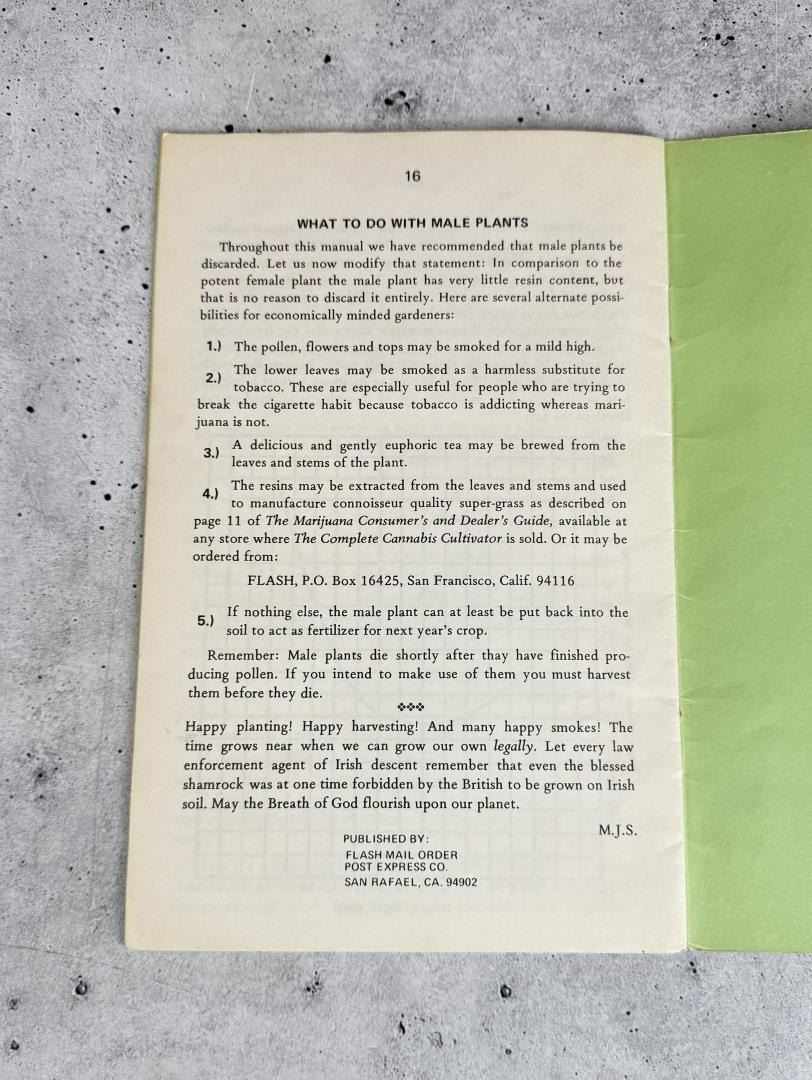 16
WHAT TO DO WITH MALE PLANTS
Throughout this manual we have recommended that male plants be
discarded. Let us now modify that statement: In comparison to the
potent female plant the male plant has very little resin content, but
that is no reason to discard it entirely. Here are several alternate possi-
bilities for economically minded gardeners:
1.) The pollen, flowers and tops may be smoked for a mild high.
2.) The lower leaves may be smoked as a harmless substitute for
tobacco. These are especially useful for people who are trying to
break the cigarette habit because tobacco is addicting whereas mari-
juana is not.
3.) A delicious and gently euphoric tea may be brewed from the
leaves and stems of the plant.
4.) The resins may be extracted from the leaves and stems and used
to manufacture connoisseur quality super-grass as described on
page 11 of The Marijuana Consumer's and Dealer's Guide, available at
any store where The Complete Cannabis Cultivator is sold. Or it may be
ordered from:
FLASH, P.O. Box 16425, San Francisco, Calif. 94116
5.) If nothing else, the male plant can at least be put back into the
soil to act as fertilizer for next year's crop.
Remember: Male plants die shortly after thay have finished pro-
ducing pollen. If you intend to make use of them you must harvest
them before they die.
Happy planting! Happy harvesting! And many happy smokes! The
time grows near when we can grow our own legally. Let every law
enforcement agent of Irish descent remember that even the blessed
shamrock was at one time forbidden by the British to be grown on Irish
soil. May the Breath of God flourish upon our planet.
M.J.S.
PUBLISHED BY:
FLASH MAIL ORDER
POST EXPRESS CO.
SAN RAFAEL, CA. 94902